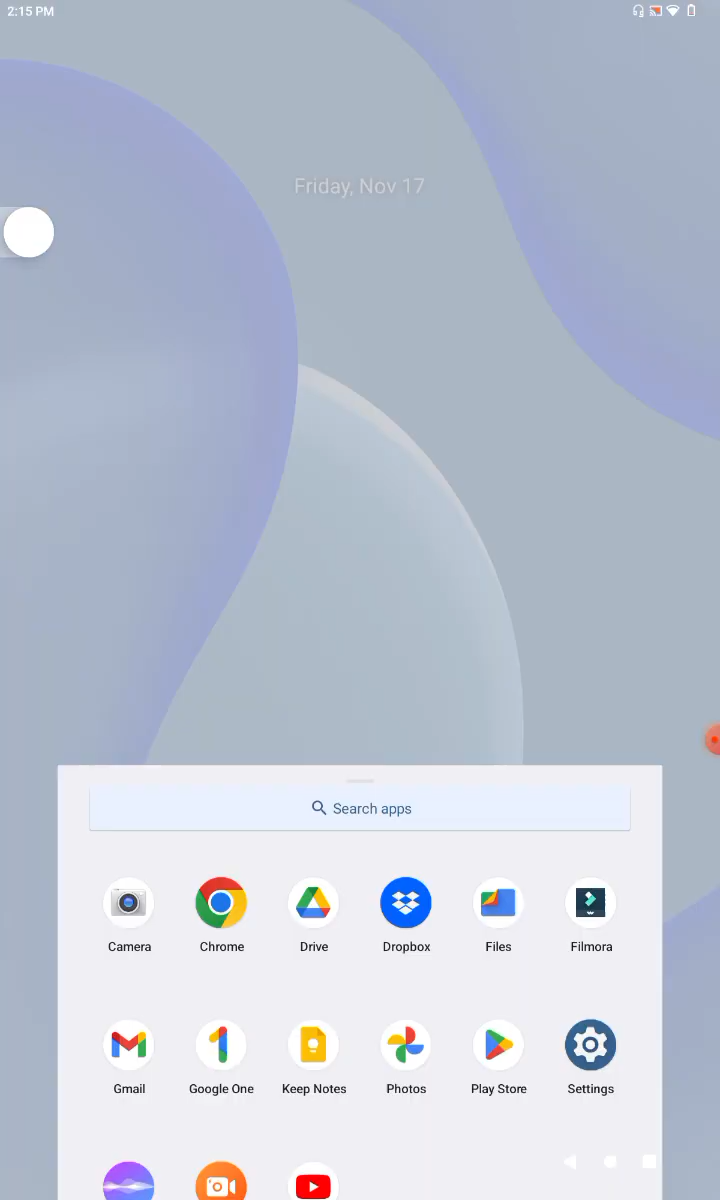 2:15 PM
Friday, Nov 17
Search apps
Camera Chrome Drive Dropbox Files Filmora
Gmail Google One Keep Notes Photos Play Store Settings